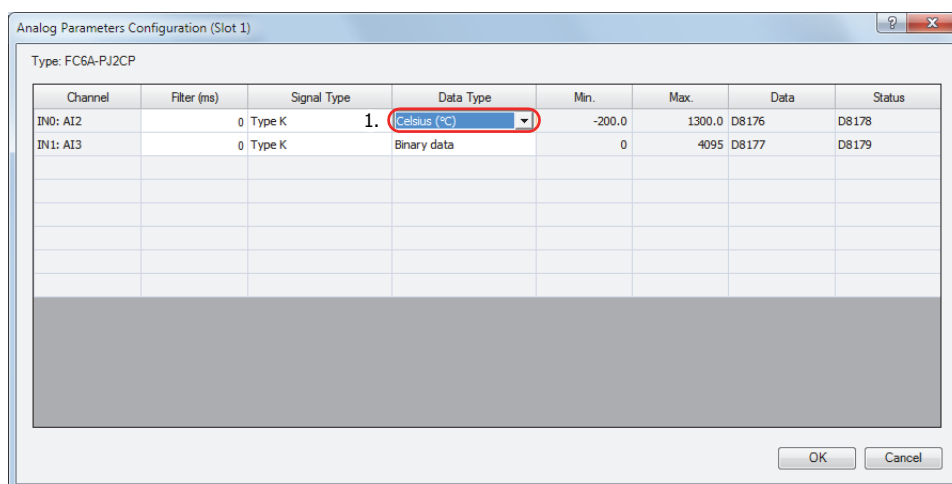 Analog Parameters Configuration (Slot 1)
Type: FC6A-PJ2CP
Channel Filter (ms) Signal Type Data Type Min. Max. Data Status
IN0: AI2 0 Type K 1. Celsius (°C) -200.0 1300.0 D8176 D8178
IN1: AI3 0 Type K Binary data 0 4095 D8177 D8179
OK Cancel